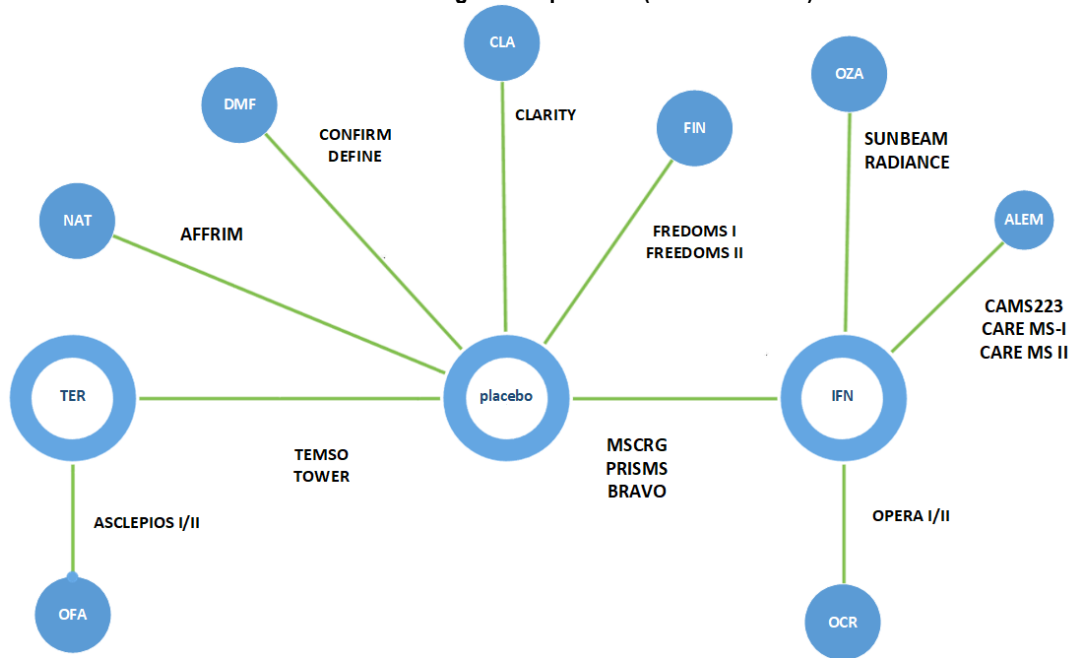 CLA
OZA
DMF
CLARITY
CONFIRM
DEFINE
FIN
SUNBEAM
RADIANCE
NAT
AFFRIM
FREDOMS I
FREEDOMS II
ALEM
CAMS223
CARE MS-I
CARE MS II
TER
placebo
IFN
TEMSO
TOWER
MSCRG
PRISMS
BRAVO
ASCLEPIOS I/II
OPERA I/II
OFA
OCR